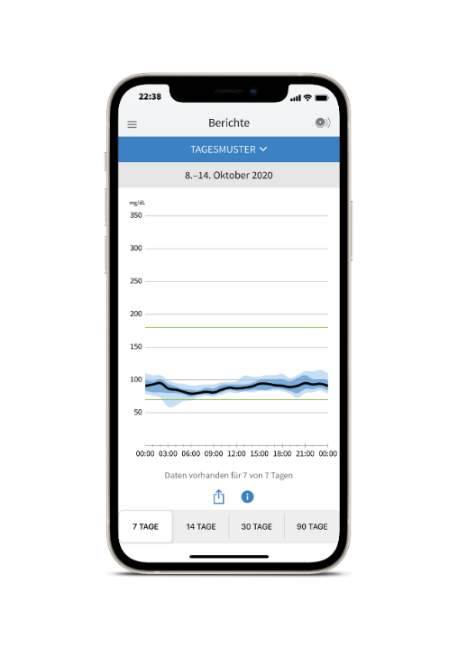 22:38
Berichte
TAGESMUSTER
8.–14. Oktober 2020
mg/dL
350
300
250
200
150
100
50
00:00 03:00 06:00 09:00 12:00 15:00 18:00 21:00 00:00
Daten vorhanden für 7 von 7 Tagen
7 TAGE 14 TAGE 30 TAGE 90 TAGE